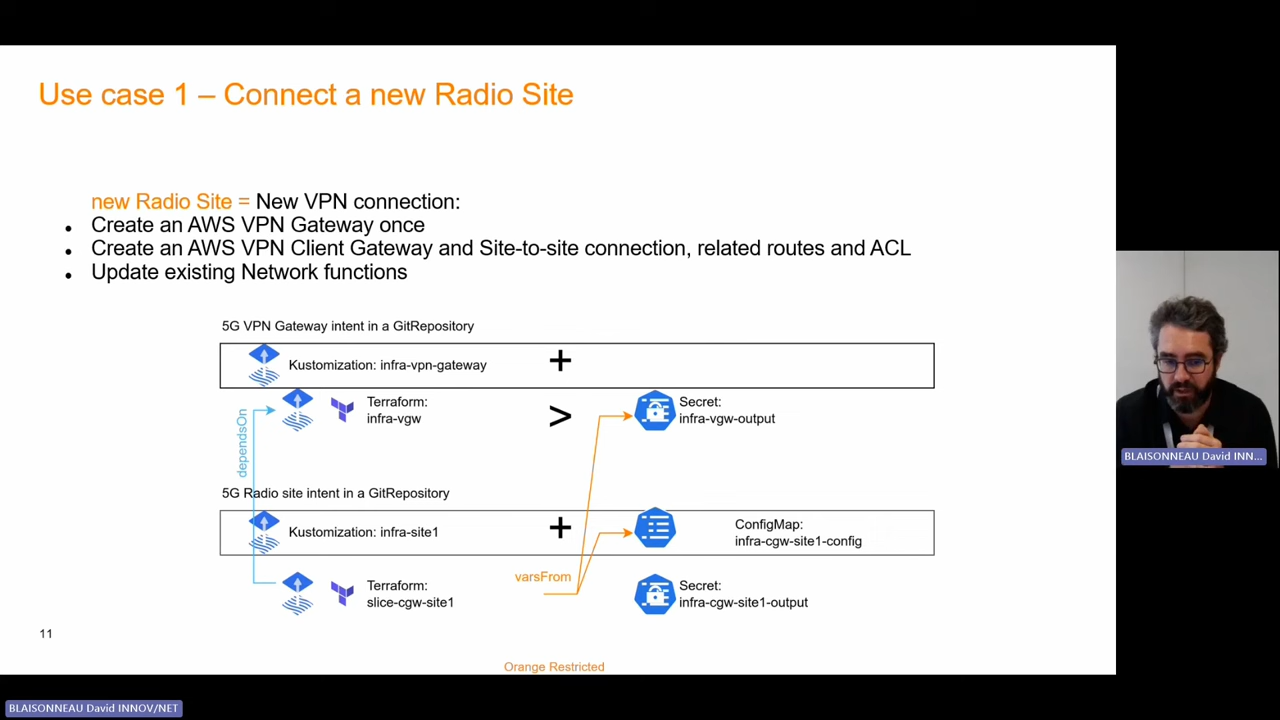 Use case 1 – Connect a new Radio Site
new Radio Site = New VPN connection:
• Create an AWS VPN Gateway once
• Create an AWS VPN Client Gateway and Site-to-site connection, related routes and ACL
• Update existing Network functions
5G VPN Gateway intent in a GitRepository
Kustomization: infra-vpn-gateway
+
Terraform:
infra-vgw
>
Secret:
infra-vgw-output
dependsOn
5G Radio site intent in a GitRepository
Kustomization: infra-site1
+
ConfigMap:
infra-cgw-site1-config
varsFrom
Terraform:
slice-cgw-site1
Secret:
infra-cgw-site1-output
11
Orange Restricted
BLAISONNEAU David INN...
BLAISONNEAU David INNOV/NET